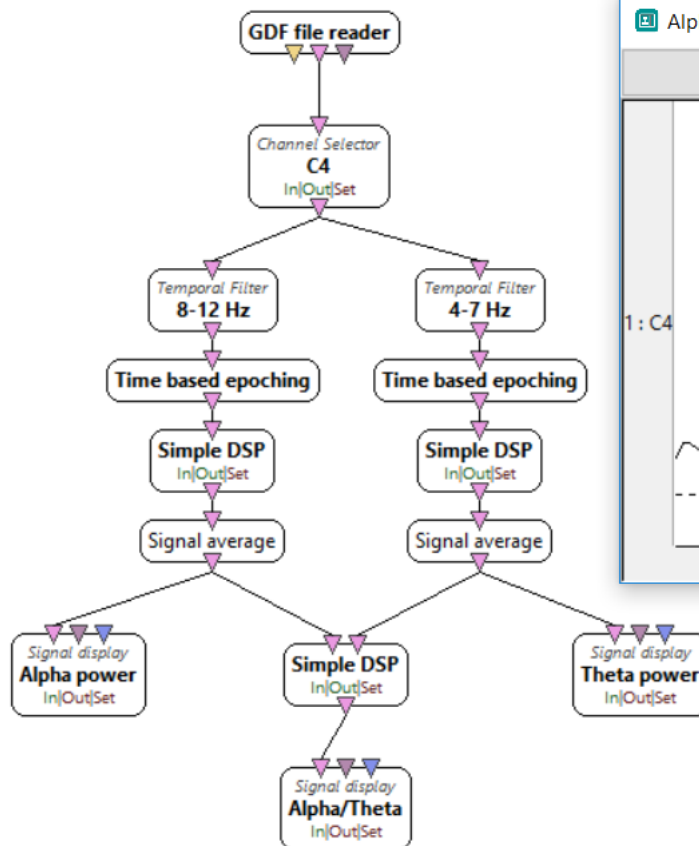 GDF file reader
Alp
Channel Selector
C4
In|Out|Set
Temporal Filter
8-12 Hz
Temporal Filter
4-7 Hz
1 : C4
Time based epoching
Time based epoching
Simple DSP
In|Out|Set
Simple DSP
In|Out|Set
Signal average
Signal average
Signal display
Alpha power
In|Out|Set
Simple DSP
In|Out|Set
Signal display
Theta power
In|Out|Set
Signal display
Alpha/Theta
In|Out|Set